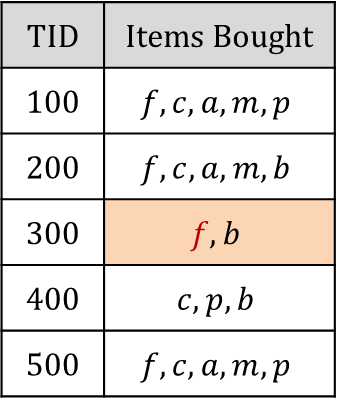 TID Items Bought
100 f, c, a, m, p
200 f, c, a, m, b
300 f, b
400 c, p, b
500 f, c, a, m, p